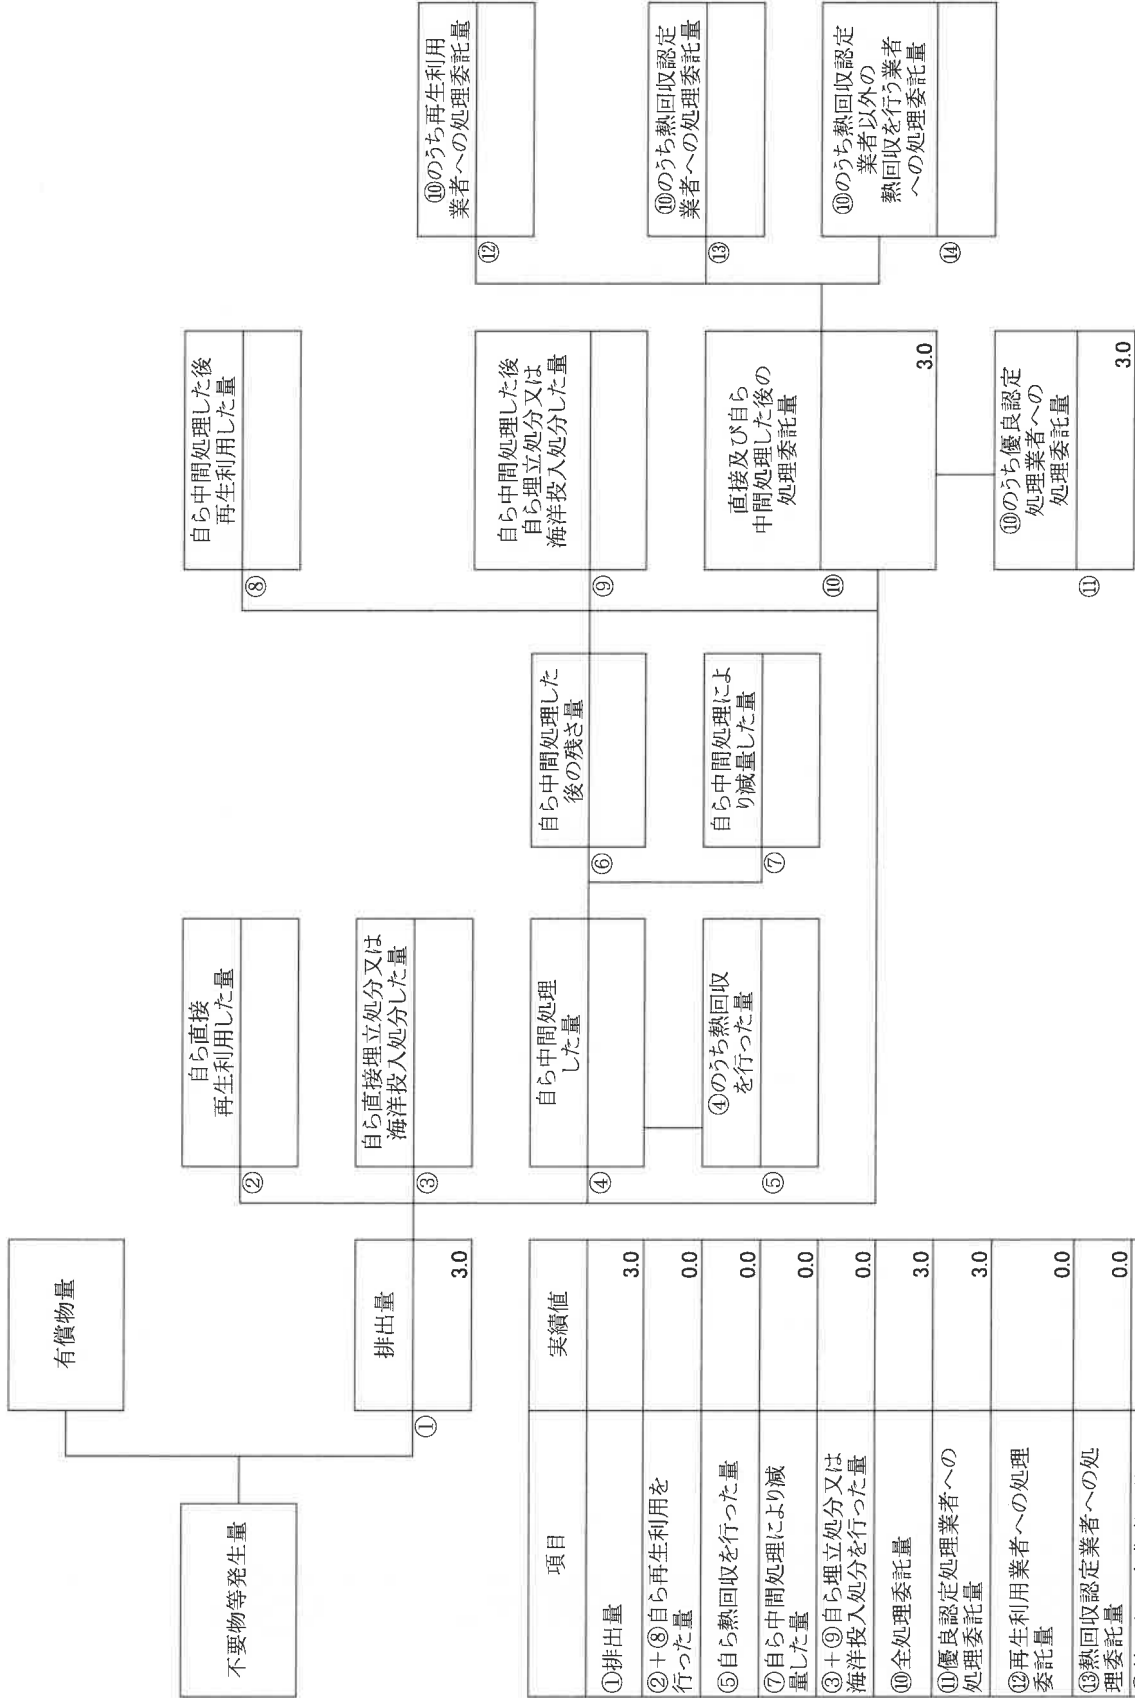 不要物等発生量
有償物量
①
排出量
3.0
②
自ら直接
再生利用した量
③
自ら直接埋立処分又は
海洋投入処分した量
④
自ら中間処理
した量
⑤
④のうち熱回収
を行った量
⑥
自ら中間処理した
後の残さ量
⑦
自ら中間処理によ
り減量した量
⑧
自ら中間処理した後
再生利用した量
⑨
自ら中間処理した後
自ら埋立処分又は
海洋投入処分した量
⑩
直接及び自ら
中間処理した後の
処理委託量
3.0
⑪
⑩のうち優良認定
処理業者への
処理委託量
3.0
⑫
⑩のうち再生利用
業者への処理委託量
⑬
⑩のうち熱回収認定
業者への処理委託量
⑭
⑩のうち熱回収認定
業者以外の
熱回収を行う業者
への処理委託量
項目 実績値
①排出量 3.0
②+⑧自ら再生利用を
行った量 0.0
⑤自ら熱回収を行った量 0.0
⑦自ら中間処理により減
量した量 0.0
③+⑨自ら埋立処分又は
海洋投入処分を行った量 0.0
⑩全処理委託量 3.0
⑪優良認定処理業者への
処理委託量 3.0
⑫再生利用業者への処理
委託量 0.0
⑬熱回収認定業者への処
理委託量 0.0